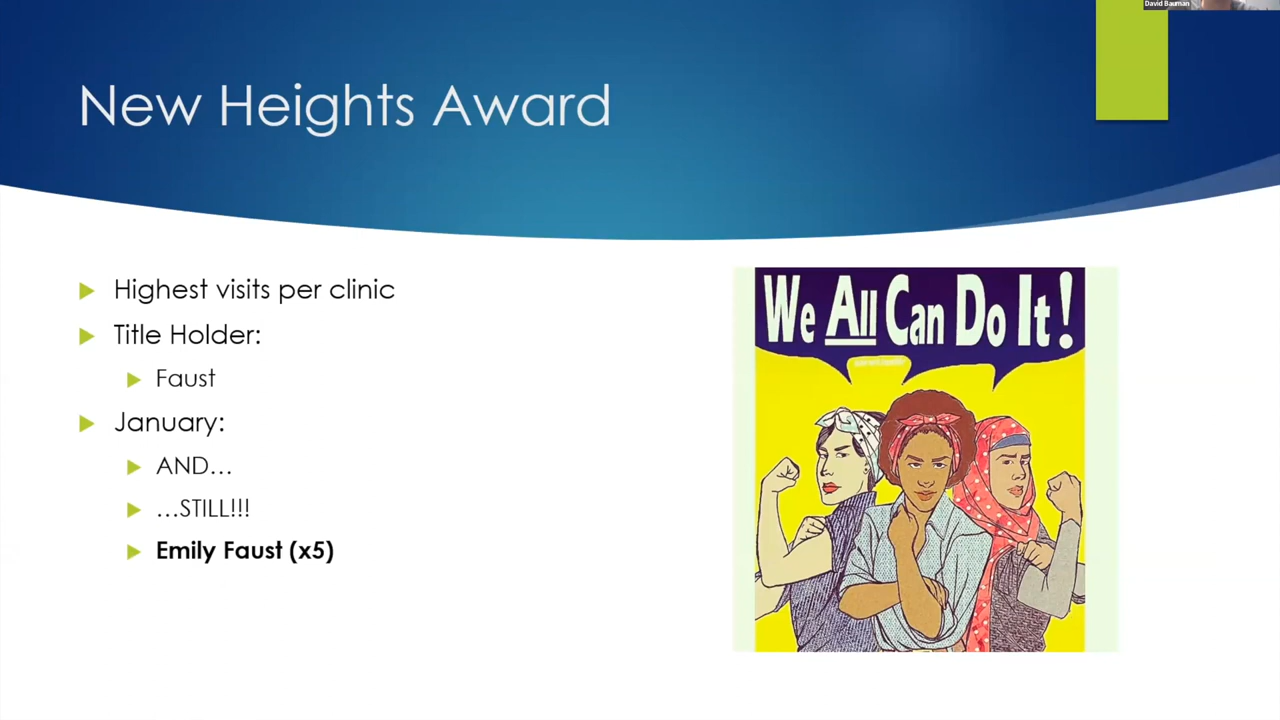 David Bauman
New Heights Award
Highest visits per clinic
Title Holder:
Faust
January:
AND…
…STILL!!!
Emily Faust (x5)
We All Can Do It!